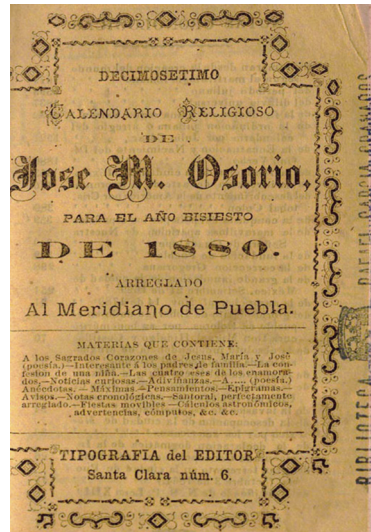 DECIMOSETIMO
CALENDARIO RELIGIOSO
DE
Jose M. Osorio,
PARA EL AÑO BISIESTO
DE 1880.
ARREGLADO
Al Meridiano de Puebla.
MATERIAS QUE CONTIENE:
A los Sagrados Corazones de Jesus, María y José
(poesía.)—Interesante á los padres de familia.—La con-
fesion de una niña.—Las cuatro eses de los enamora-
dos.—Noticias curiosas.—Adivinanzas.—A..... (poesía.)
Anécdotas. — Máximas.—Pensamientos.—Epigramas.—
Avisos.—Notas cronológicas.—Santoral, perfectamente
arreglado.—Fiestas movibles—Cálculos astronómicos,
, advertencias, cómputos, &c. &c.
TIPOGRAFIA del EDITOR
Santa Clara núm. 6.
BIBLIOTECA RAFAEL GARCIA GRANADOS